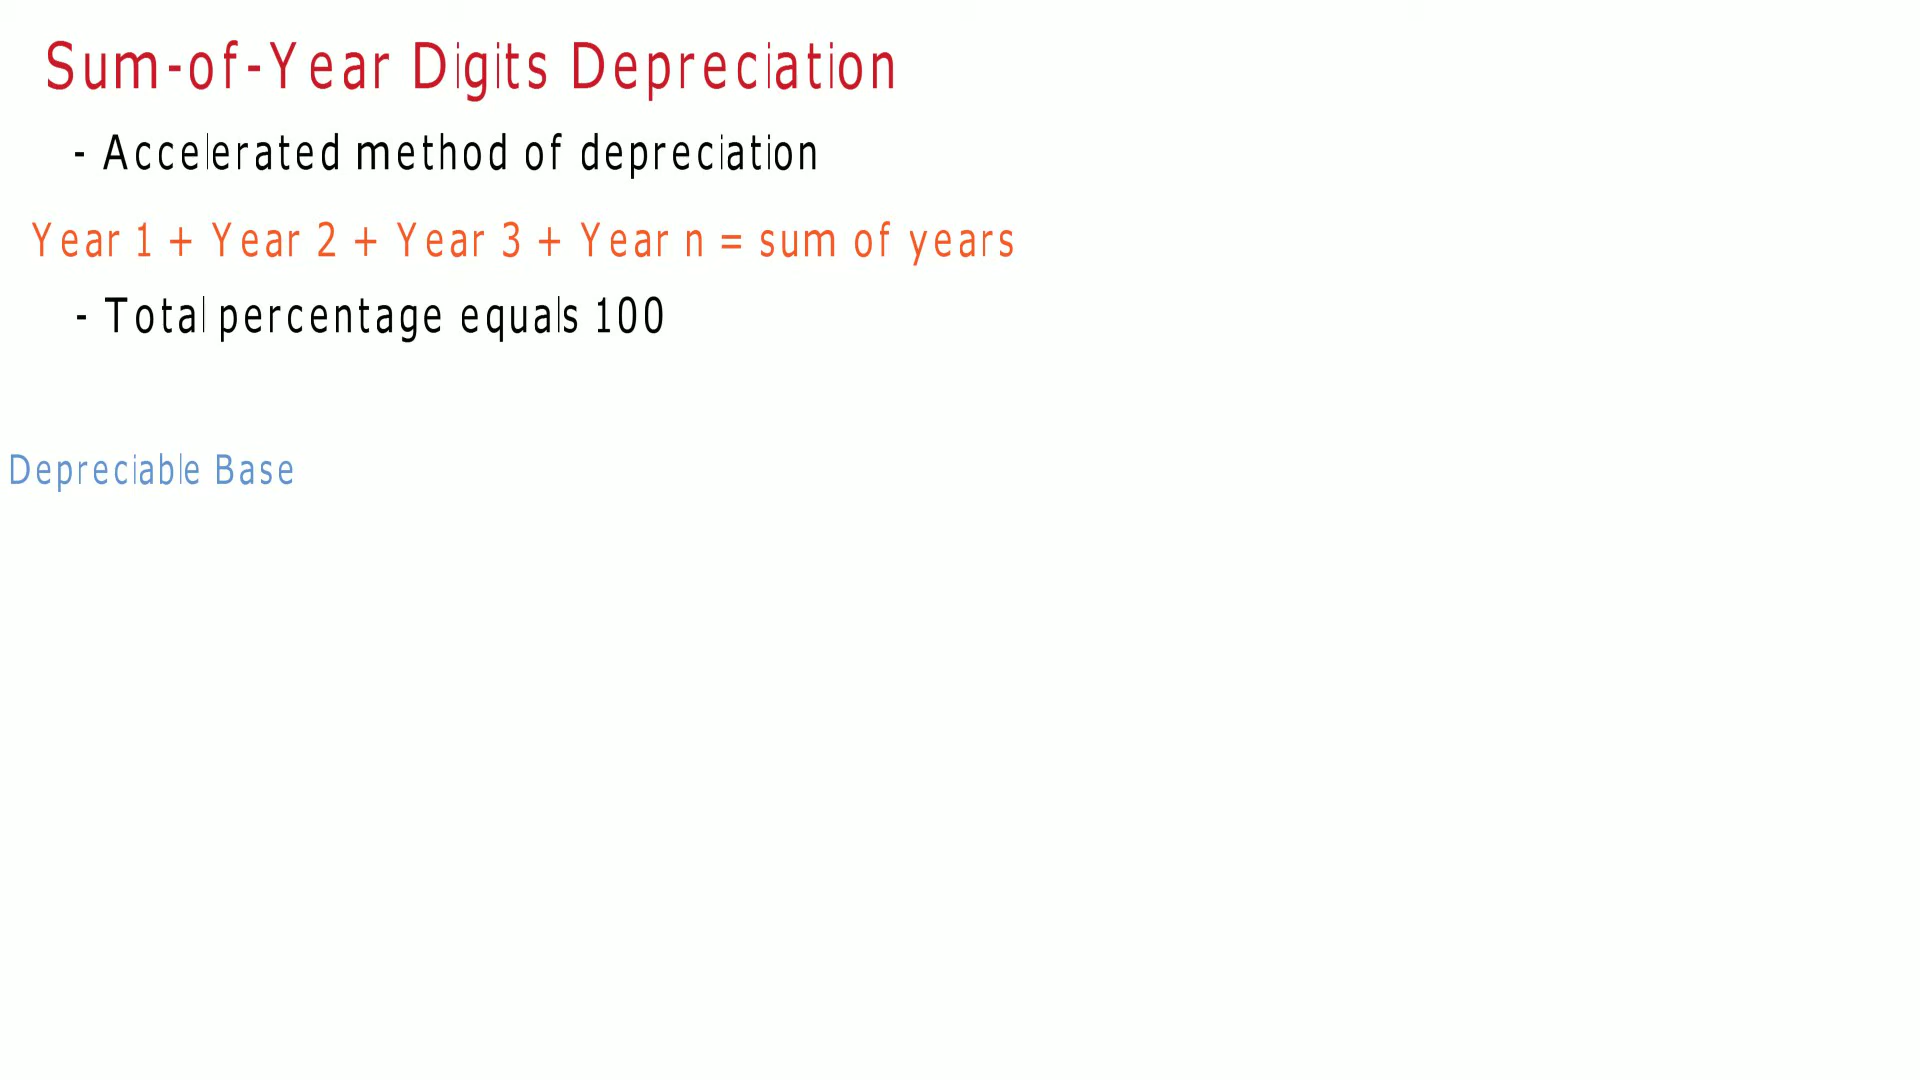 Sum-of-Year Digits Depreciation
- Accelerated method of depreciation
Year 1 + Year 2 + Year 3 + Year n = sum of years
- Total percentage equals 100
Depreciable Base